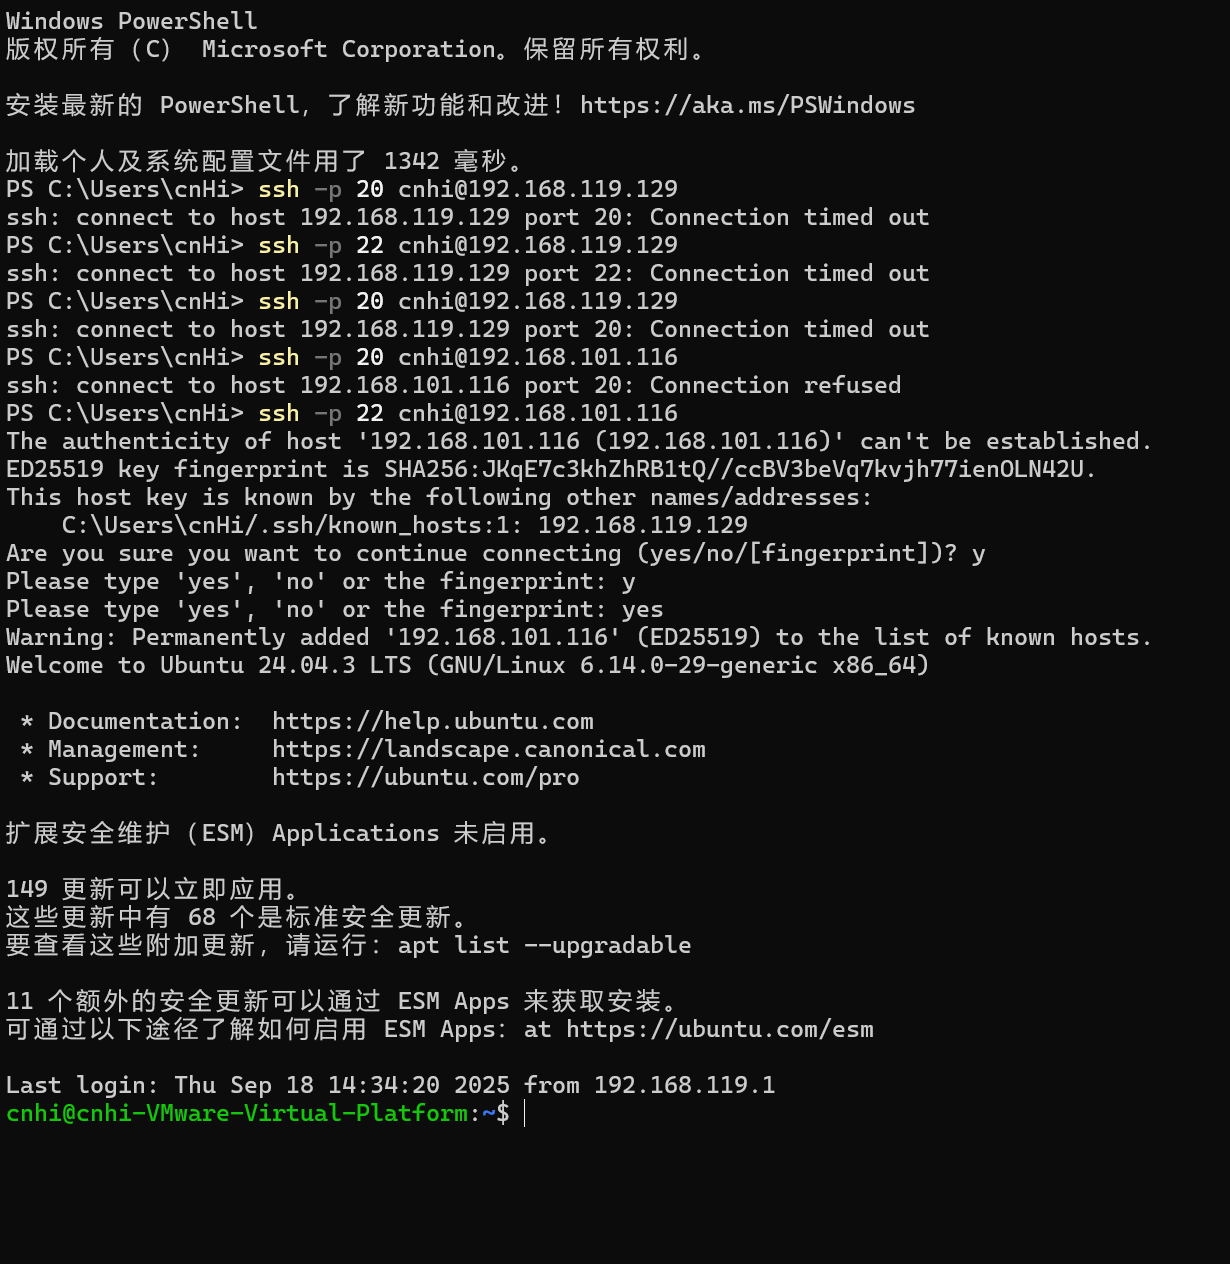 Windows PowerShell
版权所有（C） Microsoft Corporation。保留所有权利。
安装最新的 PowerShell，了解新功能和改进！https://aka.ms/PSWindows
加载个人及系统配置文件用了 1342 毫秒。
PS C:\Users\cnHi> ssh -p 20 cnhi@192.168.119.129
ssh: connect to host 192.168.119.129 port 20: Connection timed out
PS C:\Users\cnHi> ssh -p 22 cnhi@192.168.119.129
ssh: connect to host 192.168.119.129 port 22: Connection timed out
PS C:\Users\cnHi> ssh -p 20 cnhi@192.168.119.129
ssh: connect to host 192.168.119.129 port 20: Connection timed out
PS C:\Users\cnHi> ssh -p 20 cnhi@192.168.101.116
ssh: connect to host 192.168.101.116 port 20: Connection refused
PS C:\Users\cnHi> ssh -p 22 cnhi@192.168.101.116
The authenticity of host '192.168.101.116 (192.168.101.116)' can't be established.
ED25519 key fingerprint is SHA256:JKqE7c3khZhRB1tQ//ccBV3beVq7kvjh77ienOLN42U.
This host key is known by the following other names/addresses:
    C:\Users\cnHi/.ssh/known_hosts:1: 192.168.119.129
Are you sure you want to continue connecting (yes/no/[fingerprint])? y
Please type 'yes', 'no' or the fingerprint: y
Please type 'yes', 'no' or the fingerprint: yes
Warning: Permanently added '192.168.101.116' (ED25519) to the list of known hosts.
Welcome to Ubuntu 24.04.3 LTS (GNU/Linux 6.14.0-29-generic x86_64)
 * Documentation:  https://help.ubuntu.com
 * Management:     https://landscape.canonical.com
 * Support:        https://ubuntu.com/pro
扩展安全维护（ESM）Applications 未启用。
149 更新可以立即应用。
这些更新中有 68 个是标准安全更新。
要查看这些附加更新，请运行：apt list --upgradable
11 个额外的安全更新可以通过 ESM Apps 来获取安装。
可通过以下途径了解如何启用 ESM Apps：at https://ubuntu.com/esm
Last login: Thu Sep 18 14:34:20 2025 from 192.168.119.1
cnhi@cnhi-VMware-Virtual-Platform:~$